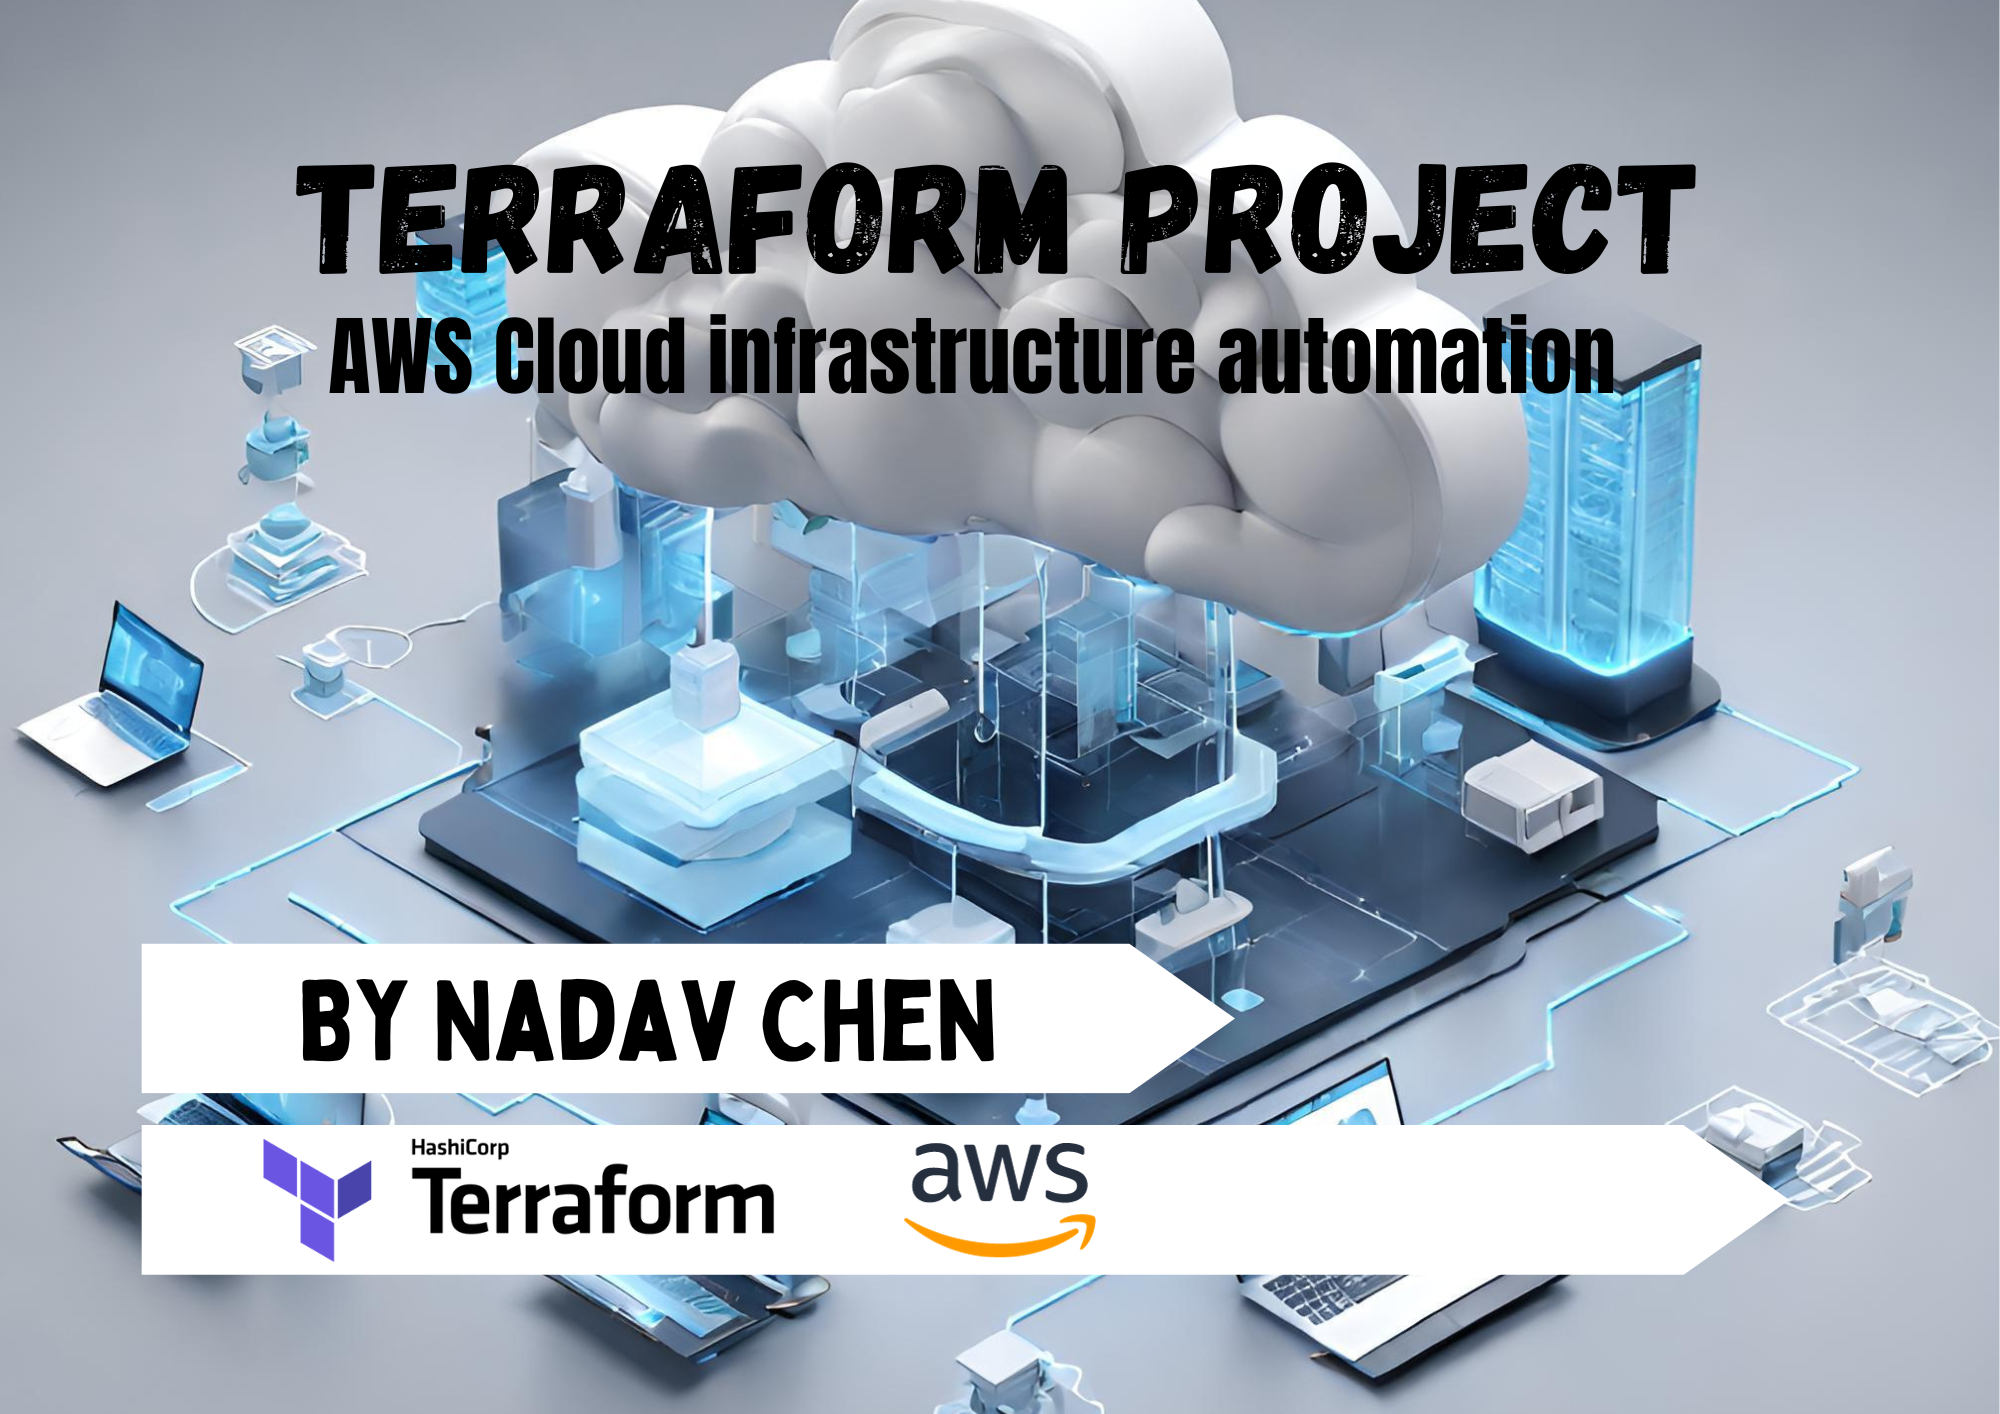 TERRAFORM PROJECT
AWS Cloud infrastructure automation
BY NADAV CHEN
HashiCorp
Terraform
aws